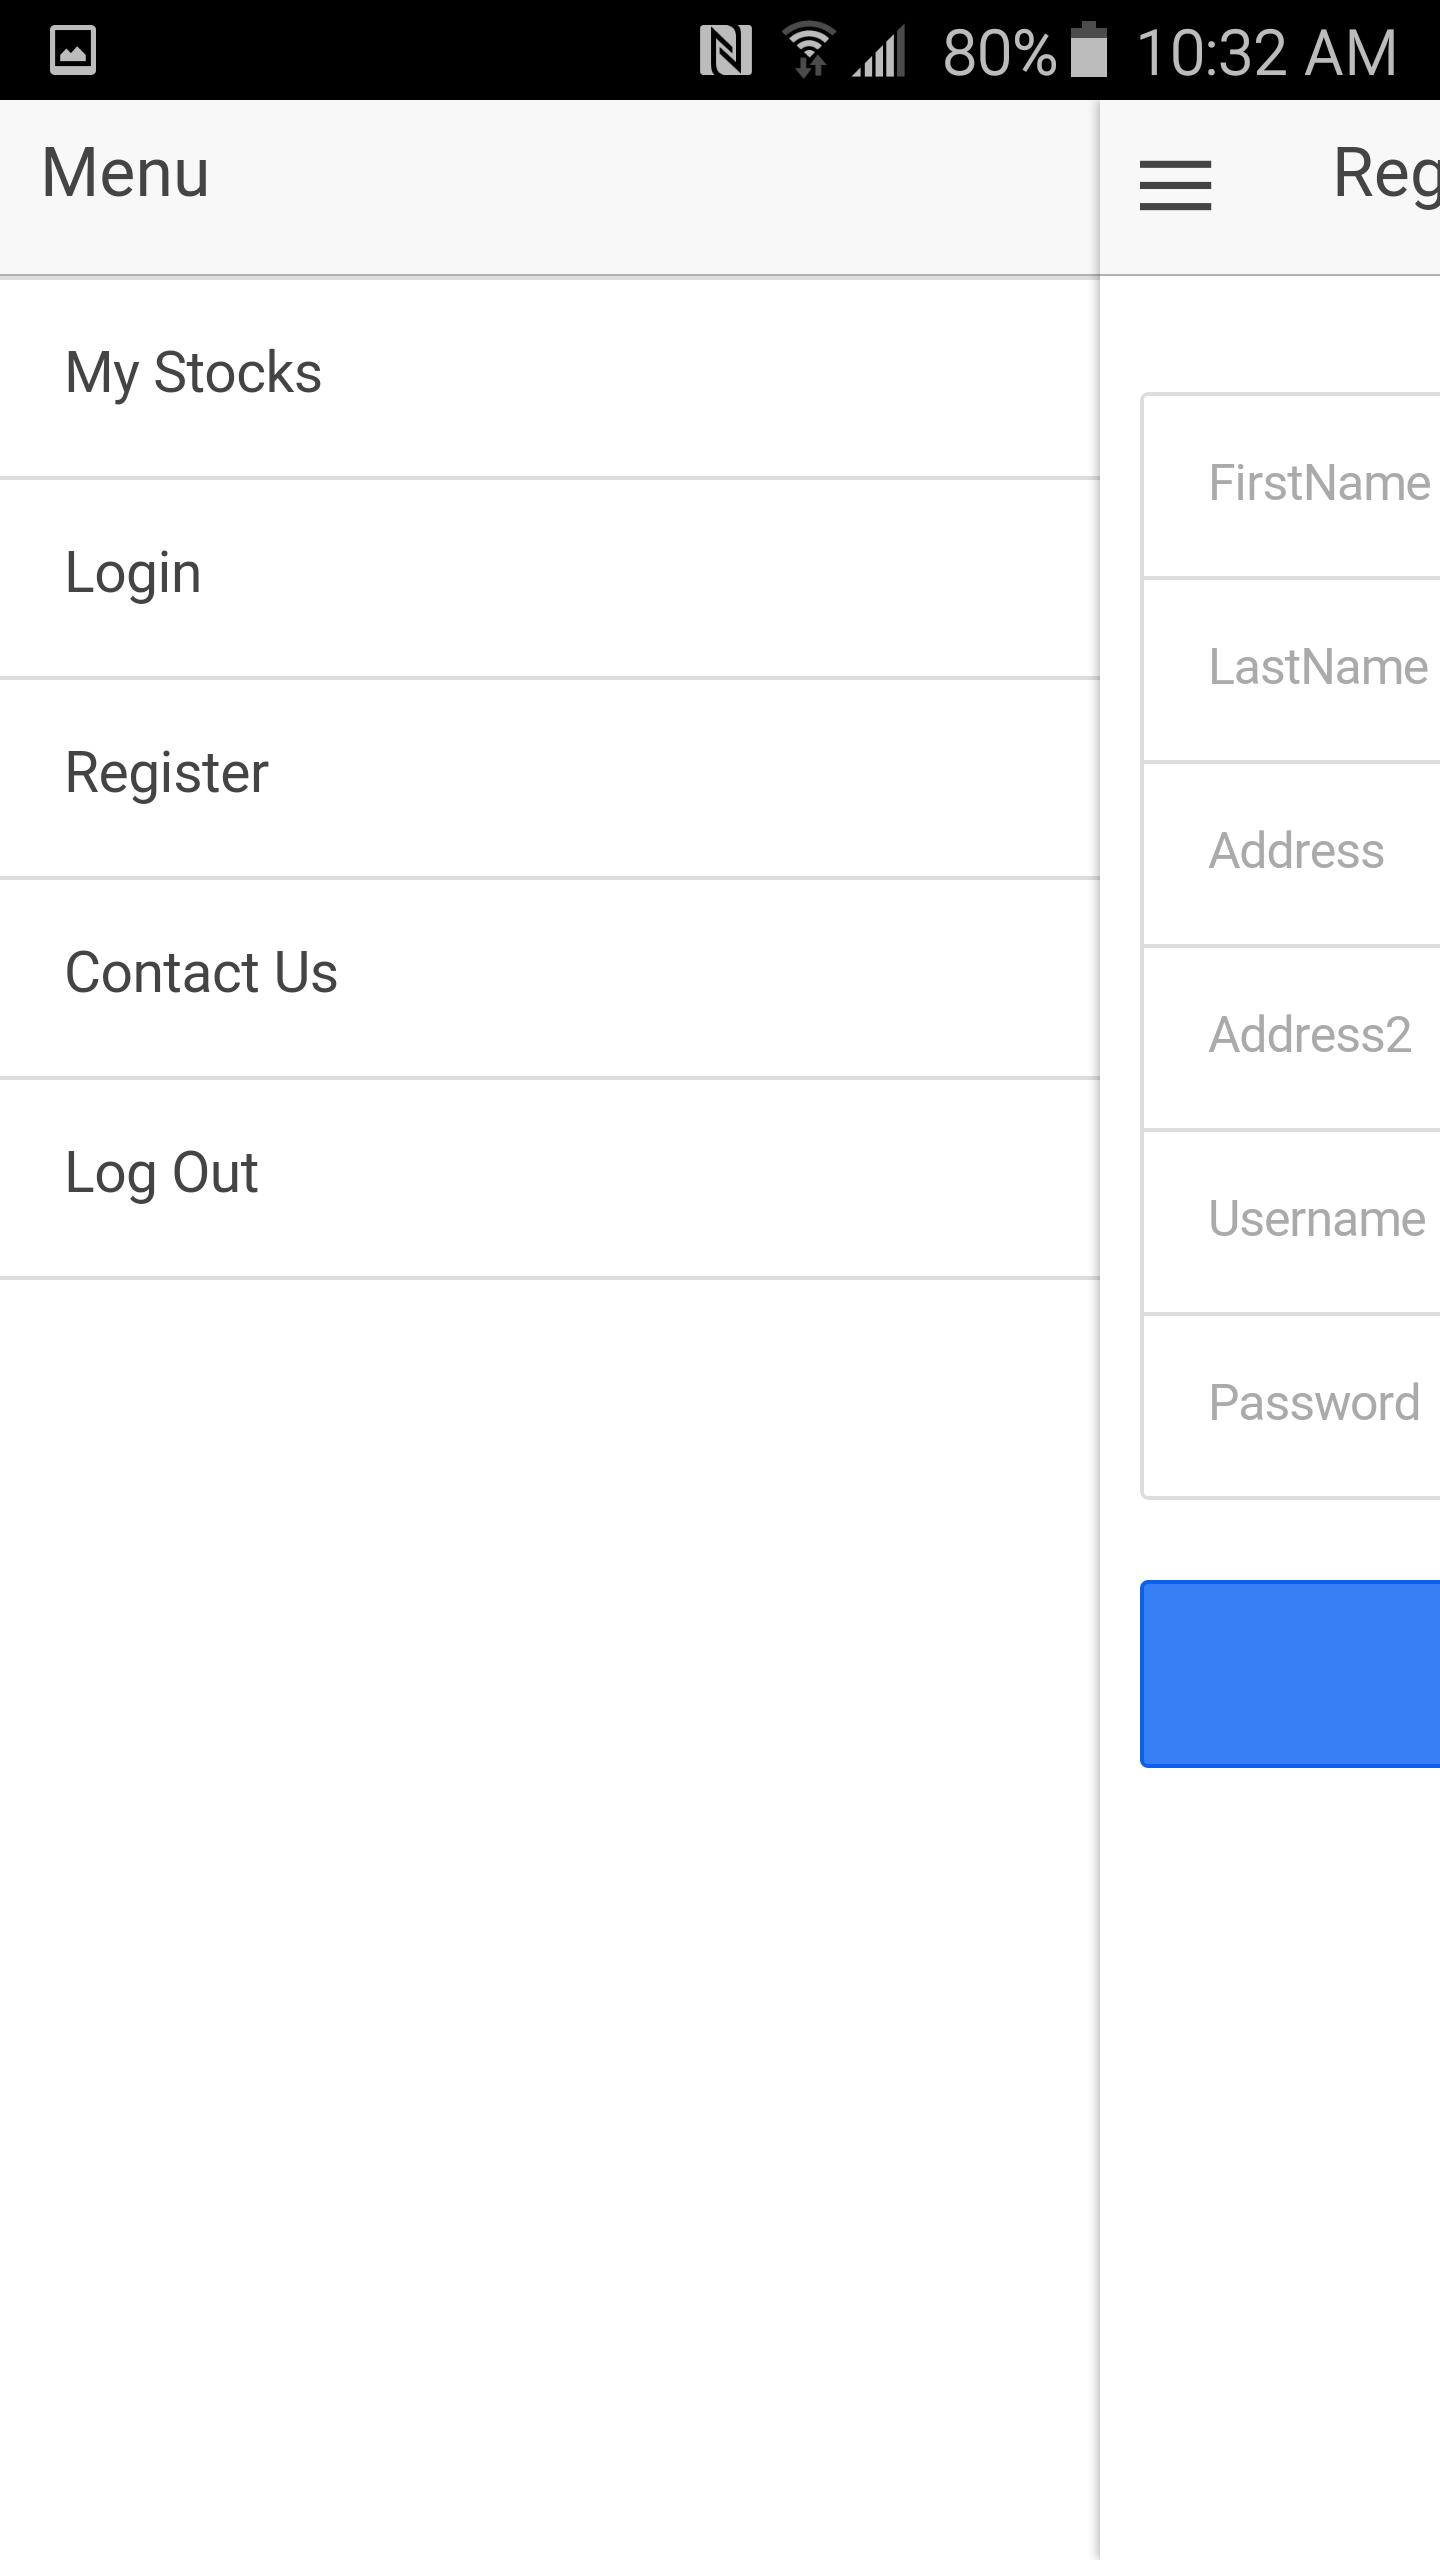 80% 10:32 AM
Menu
My Stocks
Login
Register
Contact Us
Log Out
Reg
FirstName
LastName
Address
Address2
Username
Password